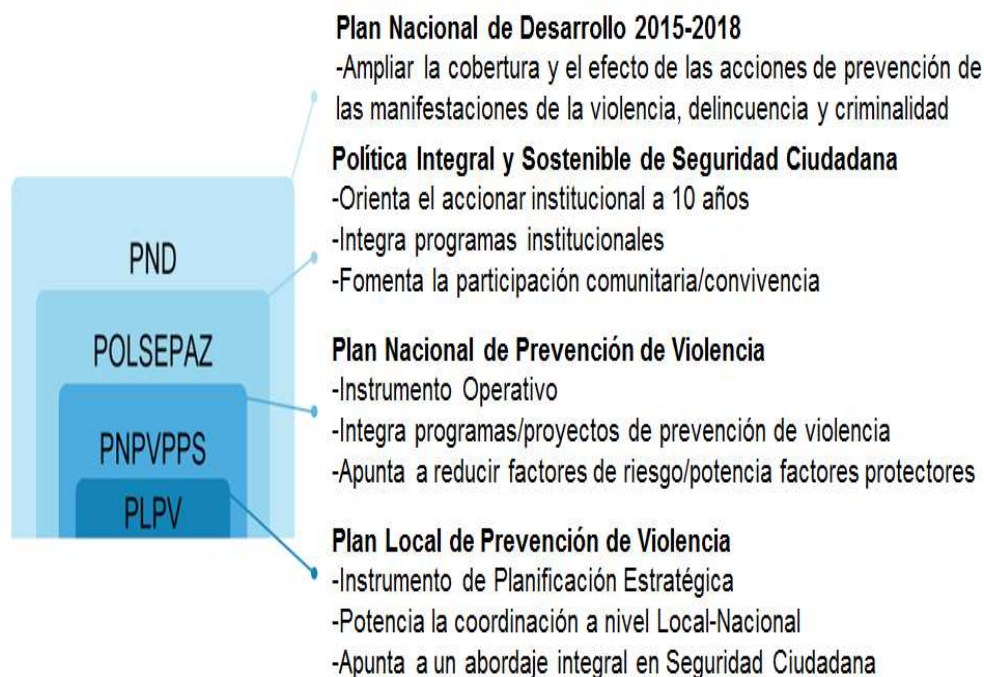 Plan Nacional de Desarrollo 2015-2018
-Ampliar la cobertura y el efecto de las acciones de prevención de
las manifestaciones de la violencia, delincuencia y criminalidad
Política Integral y Sostenible de Seguridad Ciudadana
-Orienta el accionar institucional a 10 años
-Integra programas institucionales
-Fomenta la participación comunitaria/convivencia
Plan Nacional de Prevención de Violencia
-Instrumento Operativo
-Integra programas/proyectos de prevención de violencia
-Apunta a reducir factores de riesgo/potencia factores protectores
Plan Local de Prevención de Violencia
-Instrumento de Planificación Estratégica
-Potencia la coordinación a nivel Local-Nacional
-Apunta a un abordaje integral en Seguridad Ciudadana
PND
POLSEPAZ
PNPVPPS
PLPV